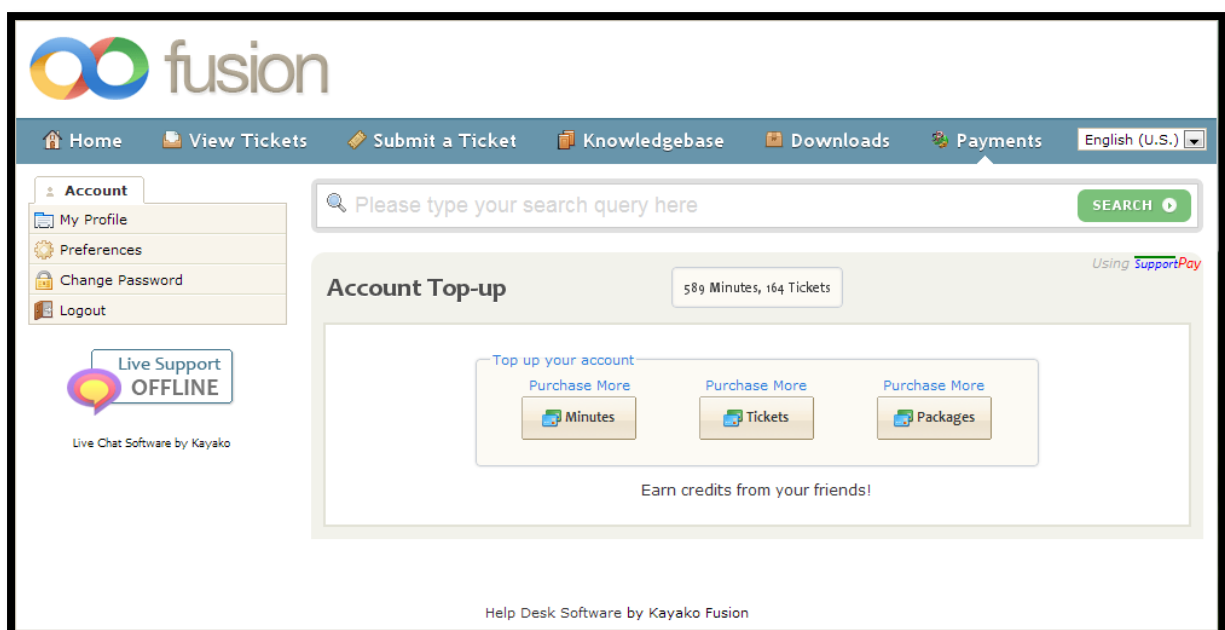 fusion
Home View Tickets Submit a Ticket Knowledgebase Downloads Payments English (U.S.)
Account
My Profile
Preferences
Change Password
Logout
Live Support
OFFLINE
Live Chat Software by Kayako
Please type your search query here SEARCH
Using SupportPay
Account Top-up 589 Minutes, 164 Tickets
Top up your account
Purchase More Purchase More Purchase More
Minutes Tickets Packages
Earn credits from your friends!
Help Desk Software by Kayako Fusion